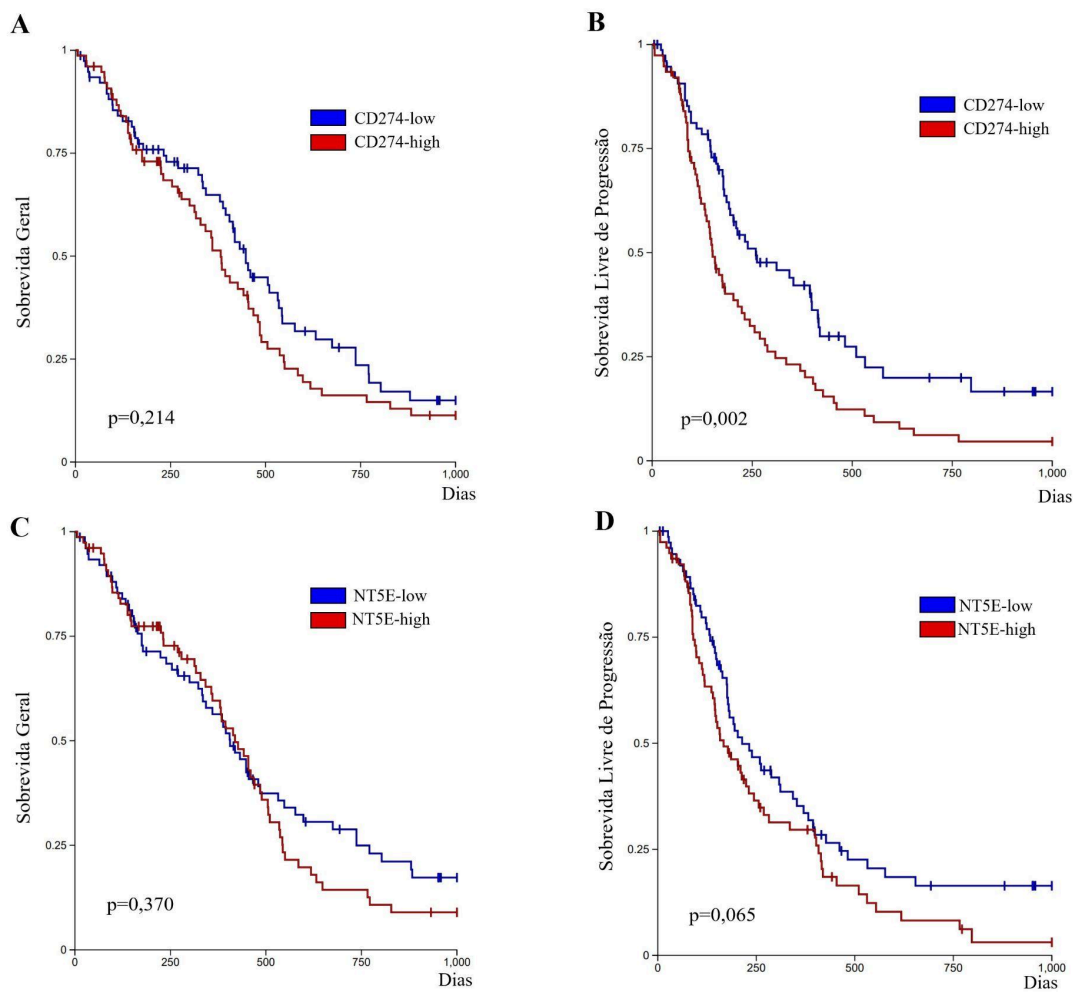 A
Sobrevida Geral
1
0.75
0.5
0.25
0
CD274-low
CD274-high
p=0,214
0
250
500
750
1,000
Dias
B
Sobrevida Livre de Progressão
1
0.75
0.5
0.25
0
CD274-low
CD274-high
p=0,002
0
250
500
750
1,000
Dias
C
Sobrevida Geral
1
0.75
0.5
0.25
0
NT5E-low
NT5E-high
p=0,370
0
250
500
750
1,000
Dias
D
Sobrevida Livre de Progressão
1
0.75
0.5
0.25
0
NT5E-low
NT5E-high
p=0,065
0
250
500
750
1,000
Dias